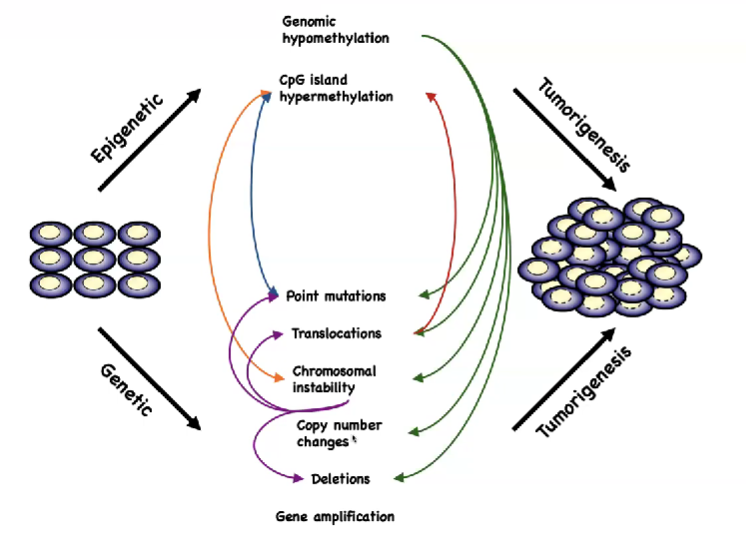 Genomic
hypomethylation
CpG island
hypermethylation
Epigenetic
Tumorigenesis
Point mutations
Translocations
Chromosomal
instability
Genetic
Tumorigenesis
Copy number
changes
Deletions
Gene amplification